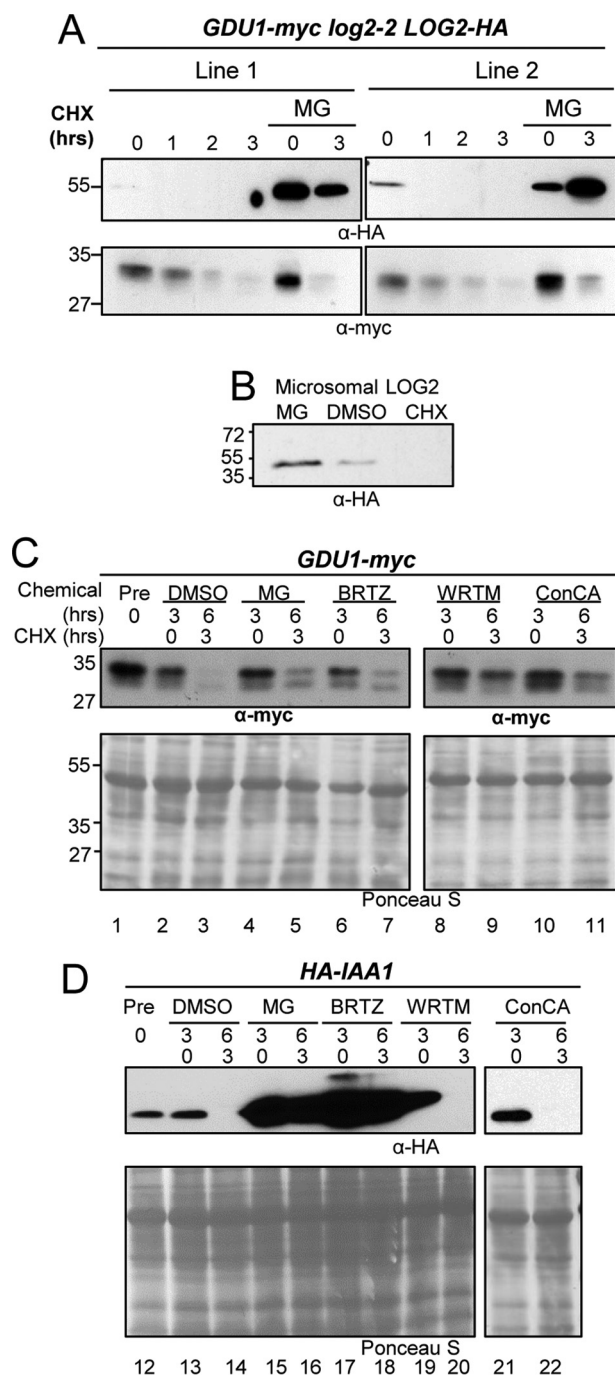 A
GDU1-myc log2-2 LOG2-HA
Line 1 Line 2
CHX (hrs) MG MG
0 1 2 3 0 3 0 1 2 3 0 3
55
α-HA
35
27
α-myc
B
Microsomal LOG2
MG DMSO CHX
72
55
35
α-HA
C
GDU1-myc
Chemical Pre DMSO MG BRTZ WRTM ConCA
(hrs) 0 3 6 3 6 3 6 3 6 3 6
CHX (hrs) 0 3 0 3 0 3 0 3 0 3
35
27
α-myc α-myc
55
35
27
Ponceau S
1 2 3 4 5 6 7 8 9 10 11
D
HA-IAA1
Pre DMSO MG BRTZ WRTM ConCA
0 3 6 3 6 3 6 3 6 3 6
0 3 0 3 0 3 0 3 0 3
α-HA
Ponceau S
12 13 14 15 16 17 18 19 20 21 22